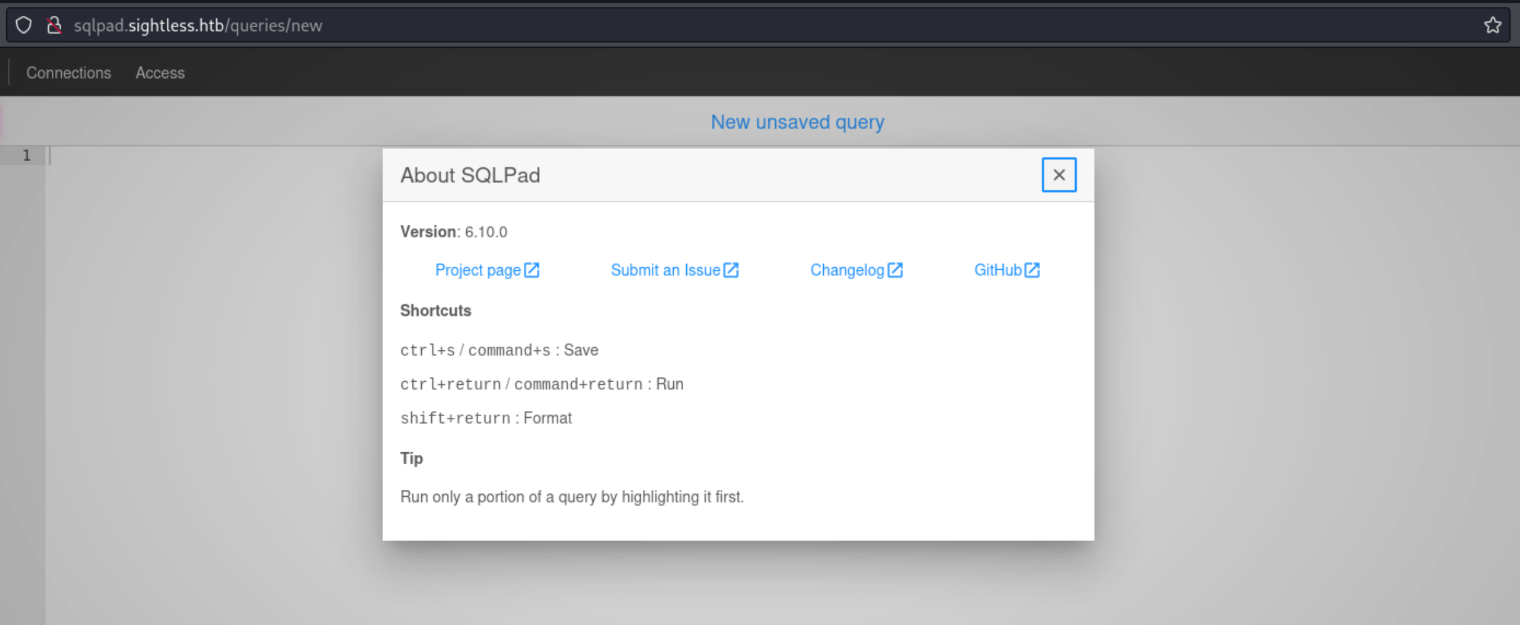 sqlpad.sightless.htb/queries/new
Connections Access
New unsaved query
1
About SQLPad
Version: 6.10.0
Project page Submit an Issue Changelog GitHub
Shortcuts
ctrl+s / command+s : Save
ctrl+return / command+return : Run
shift+return : Format
Tip
Run only a portion of a query by highlighting it first.